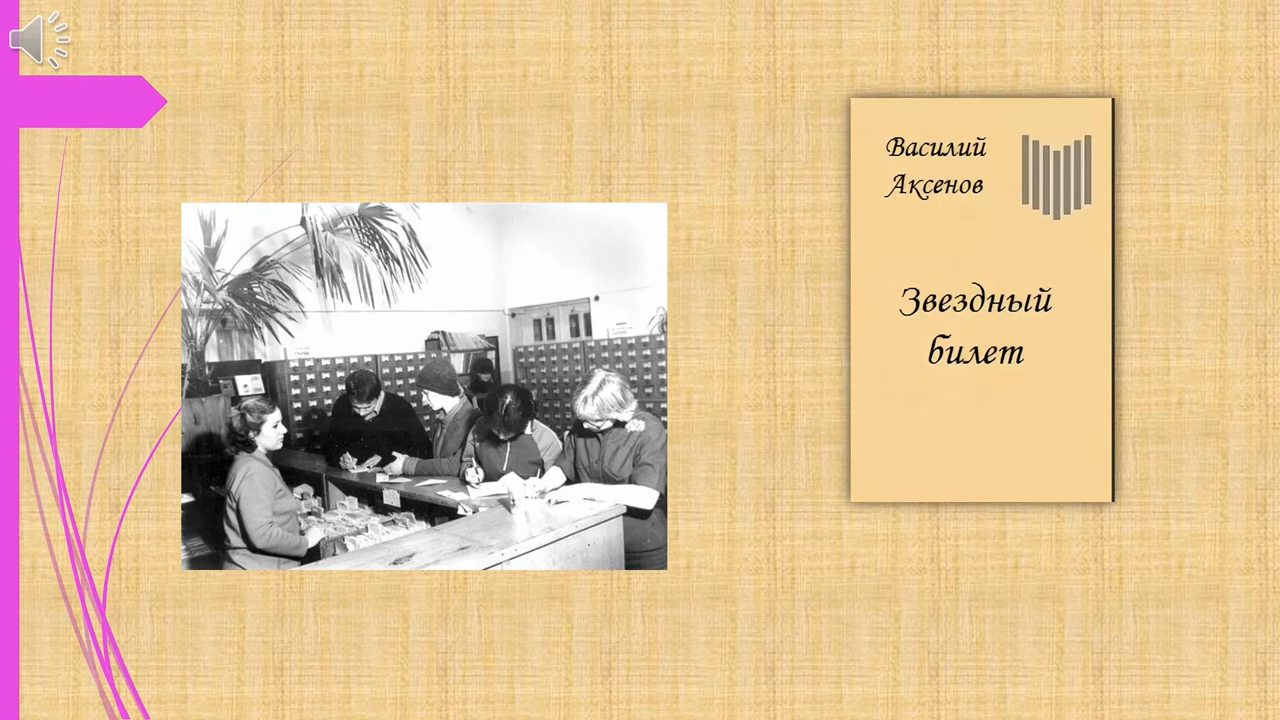 Василий
Аксенов
Звездный
билет